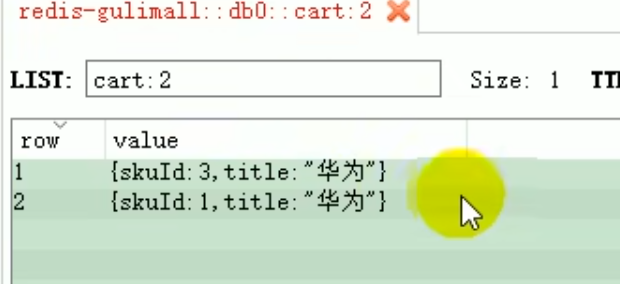 redis-gulimall::db0::cart:2
LIST: cart:2 Size: 1
row value
1 {skuId:3,title:"华为"}
2 {skuId:1,title:"华为"}